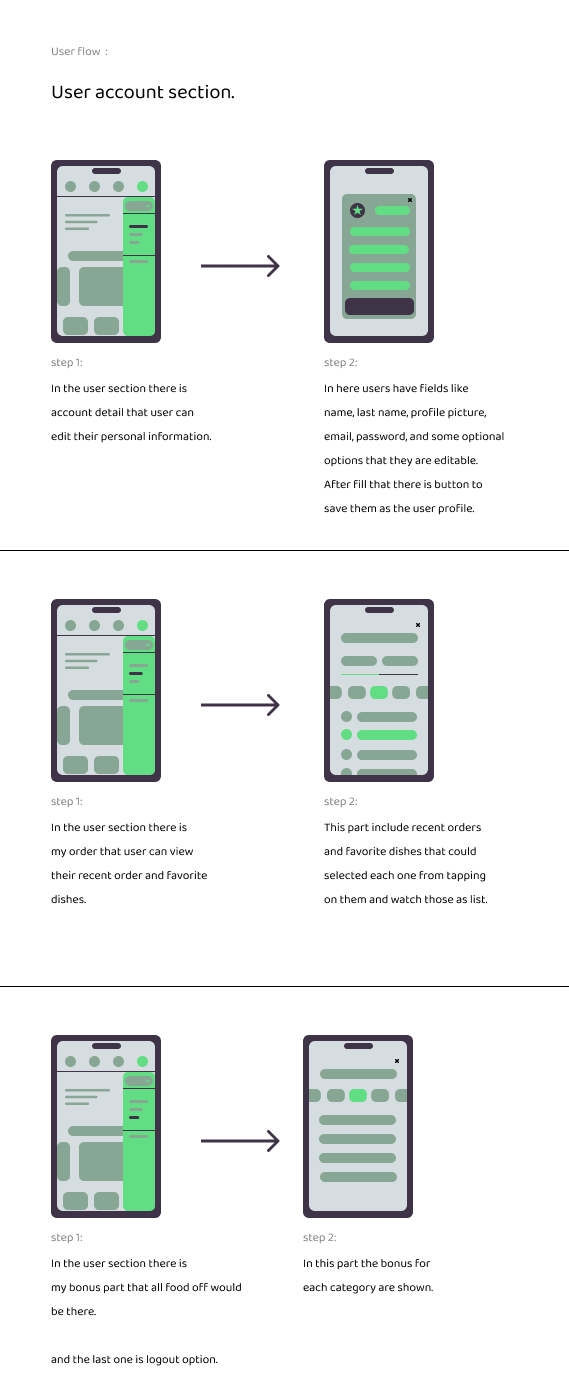 User flow :
User account section.
step 1:
In the user section there is
account detail that user can
edit their personal information.
step 2:
In here users have fields like
name, last name, profile picture,
email, password, and some optional
options that they are editable.
After fill that there is button to
save them as the user profile.
step 1:
In the user section there is
my order that user can view
their recent order and favorite
dishes.
step 2:
This part include recent orders
and favorite dishes that could
selected each one from tapping
on them and watch those as list.
step 1:
In the user section there is
my bonus part that all food off would
be there.
and the last one is logout option.
step 2:
In this part the bonus for
each category are shown.